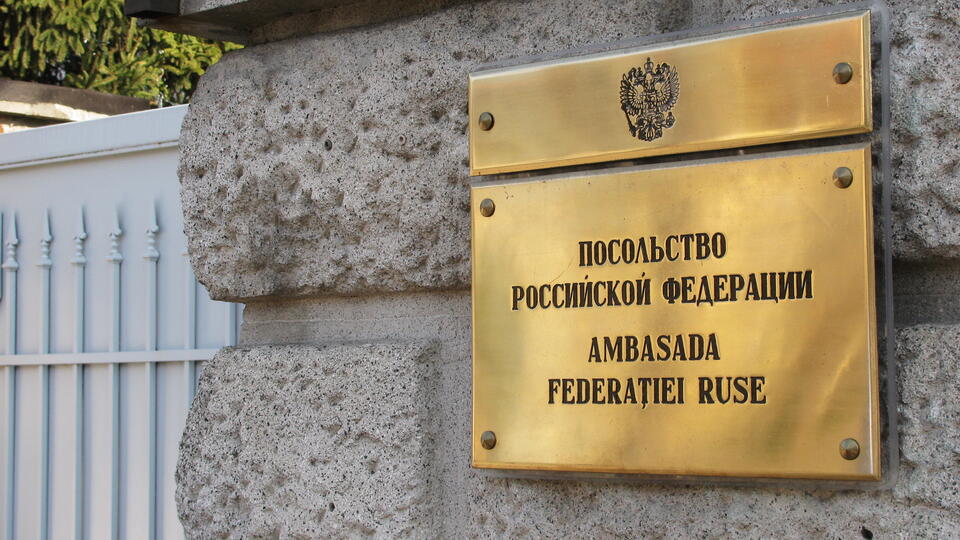 ПОСОЛЬСТВО
РОССИЙСКОЙ ФЕДЕРАЦИИ
AMBASADA
FEDERAȚIEI RUSE